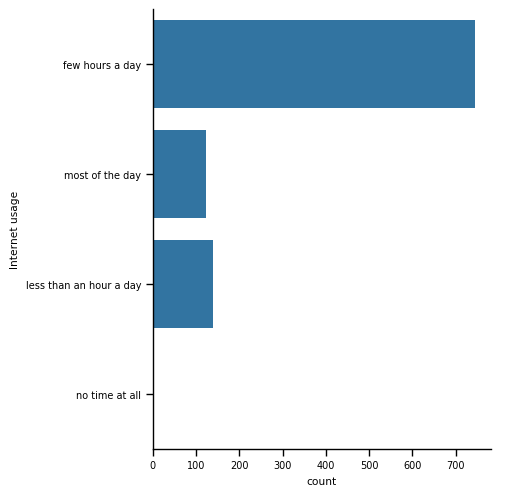 few hours a day
most of the day
less than an hour a day
no time at all
Internet usage
0 100 200 300 400 500 600 700
count